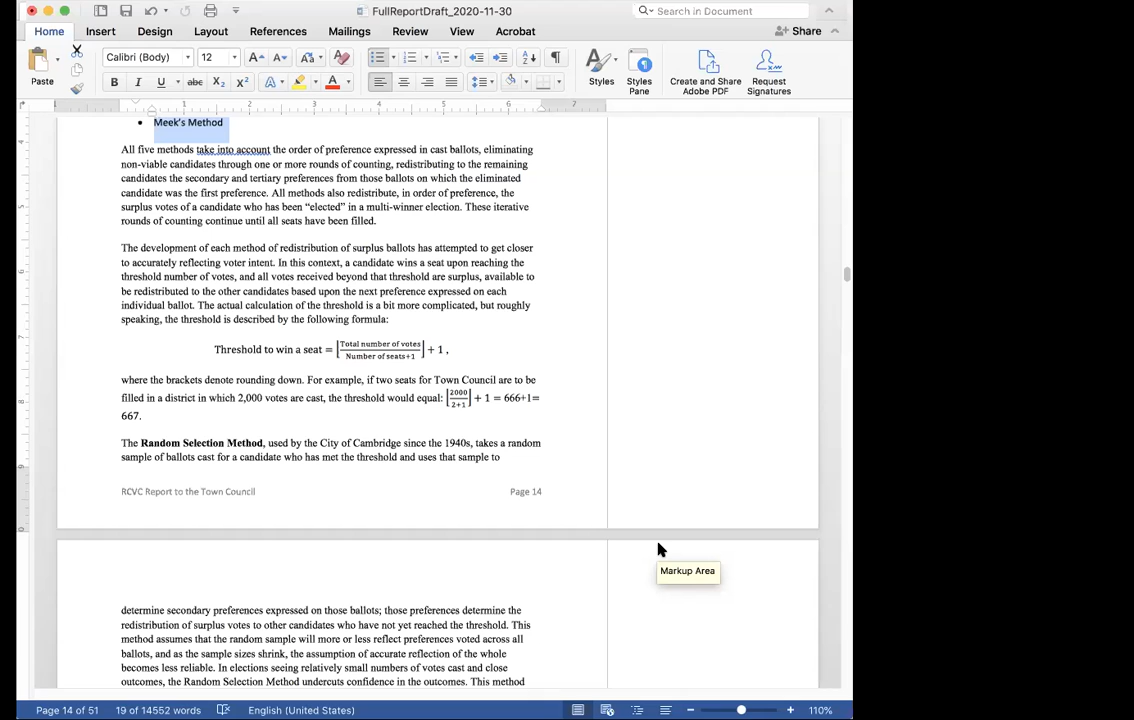 FullReportDraft_2020-11-30
Search in Document
Home Insert Design Layout References Mailings Review View Acrobat
Share
Paste
Calibri (Body) 12
Styles
Styles Pane
Create and Share Adobe PDF
Request Signatures
1 2 3 4 5 6 7
• Meek's Method
All five methods take into account the order of preference expressed in cast ballots, eliminating
non-viable candidates through one or more rounds of counting, redistributing to the remaining
candidates the secondary and tertiary preferences from those ballots on which the eliminated
candidate was the first preference. All methods also redistribute, in order of preference, the
surplus votes of a candidate who has been “elected” in a multi-winner election. These iterative
rounds of counting continue until all seats have been filled.
The development of each method of redistribution of surplus ballots has attempted to get closer
to accurately reflecting voter intent. In this context, a candidate wins a seat upon reaching the
threshold number of votes, and all votes received beyond that threshold are surplus, available to
be redistributed to the other candidates based upon the next preference expressed on each
individual ballot. The actual calculation of the threshold is a bit more complicated, but roughly
speaking, the threshold is described by the following formula:
Threshold to win a seat = ⌊Total number of votes / Number of seats+1⌋ + 1 ,
where the brackets denote rounding down. For example, if two seats for Town Council are to be
filled in a district in which 2,000 votes are cast, the threshold would equal: ⌊2000 / 2+1⌋ + 1 = 666+1=
667.
The Random Selection Method, used by the City of Cambridge since the 1940s, takes a random
sample of ballots cast for a candidate who has met the threshold and uses that sample to
RCVC Report to the Town Council Page 14
Markup Area
determine secondary preferences expressed on those ballots; those preferences determine the
redistribution of surplus votes to other candidates who have not yet reached the threshold. This
method assumes that the random sample will more or less reflect preferences voted across all
ballots, and as the sample sizes shrink, the assumption of accurate reflection of the whole
becomes less reliable. In elections seeing relatively small numbers of votes cast and close
outcomes, the Random Selection Method undercuts confidence in the outcomes. This method
Page 14 of 51 19 of 14552 words English (United States) 110%